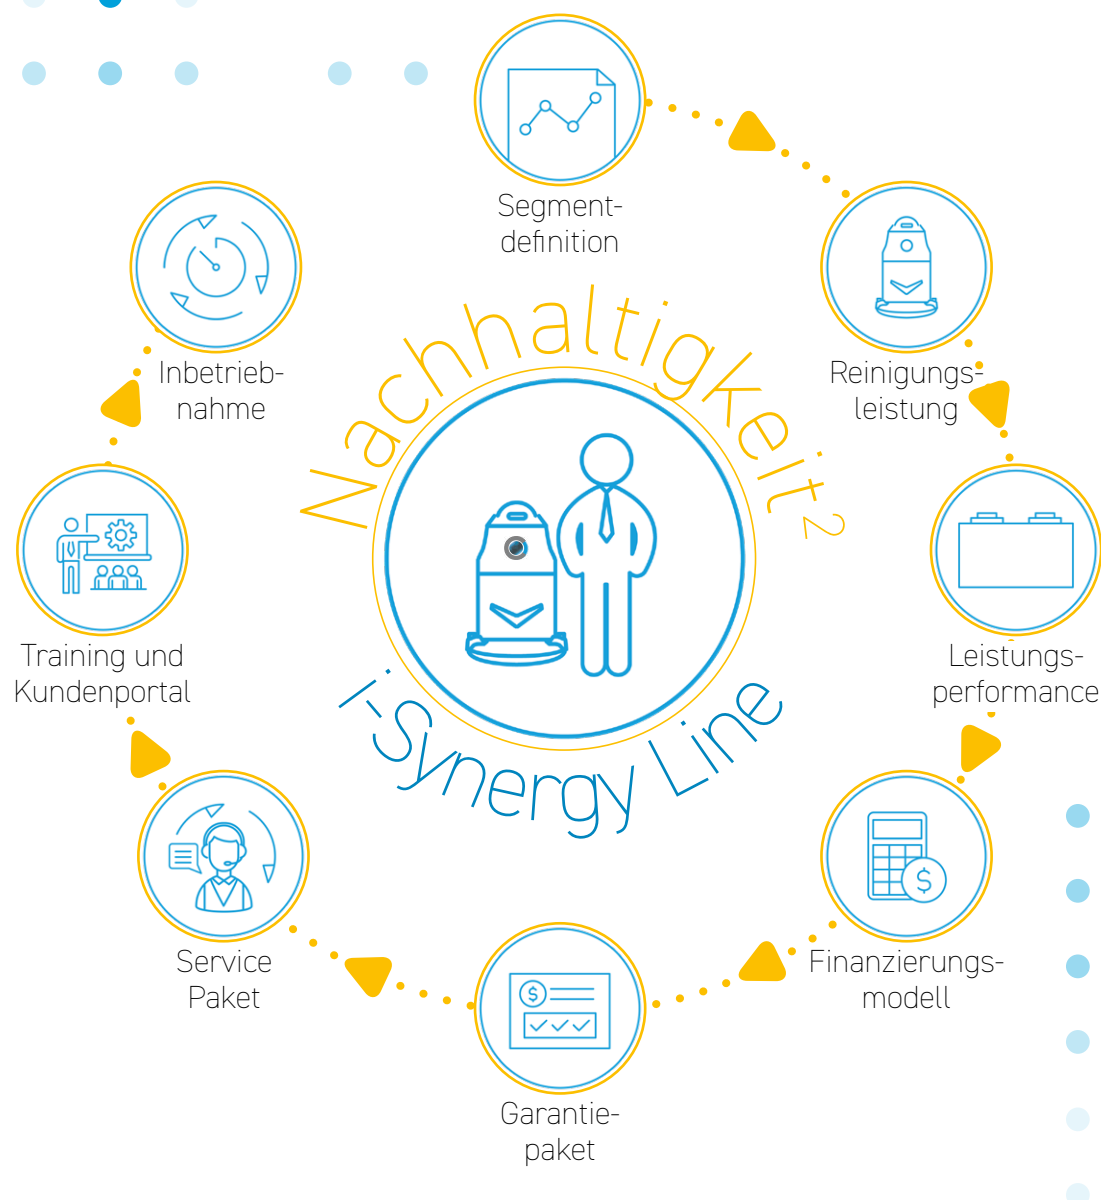 Segment-
definition
Reinigungs-
leistung
Leistungs-
performance
Finanzierungs-
modell
Garantie-
paket
Service
Paket
Training und
Kundenportal
Inbetrieb-
nahme
Nachhaltigkeit²
i-Synergy Line
$
$